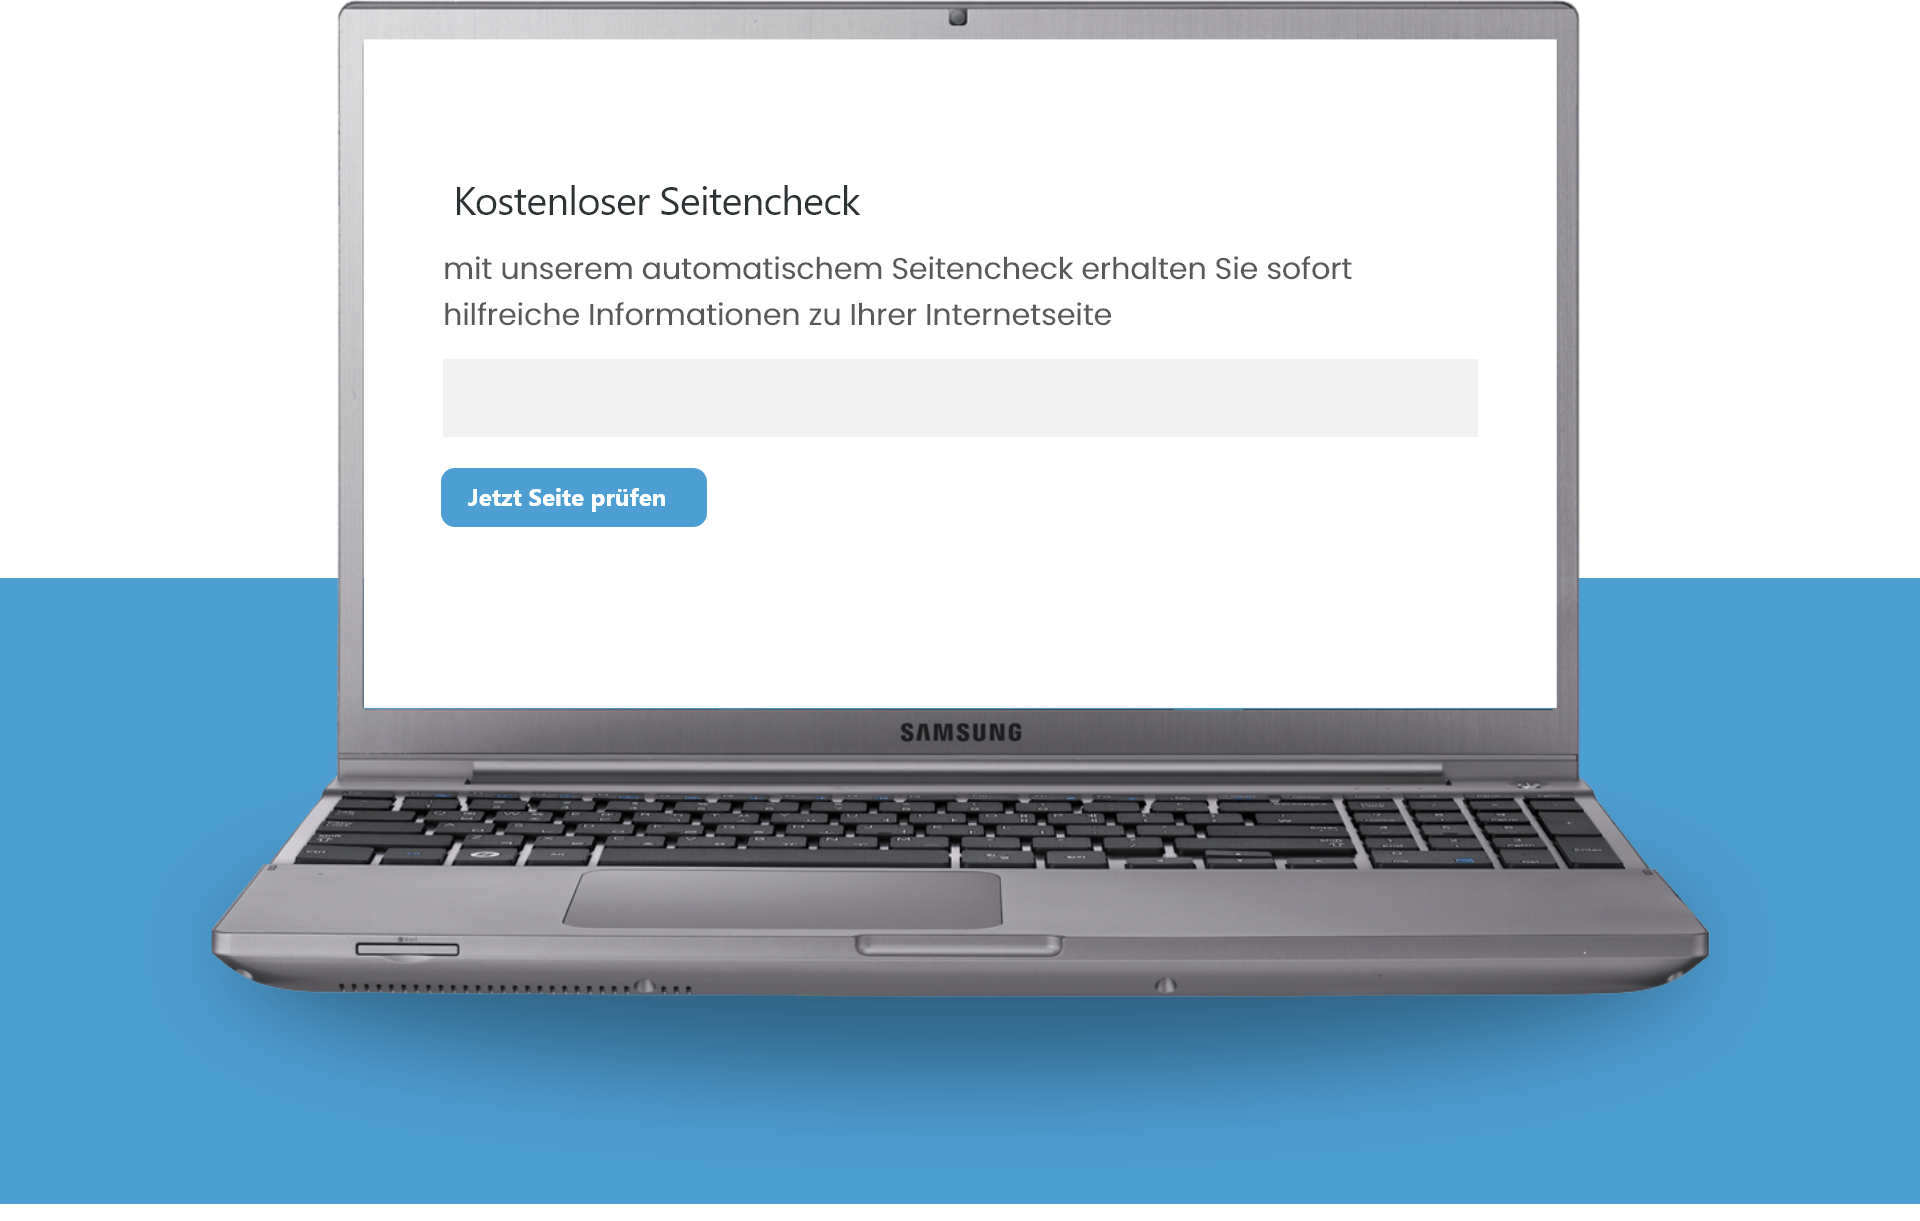 Kostenloser Seitencheck
mit unserem automatischem Seitencheck erhalten Sie sofort
hilfreiche Informationen zu Ihrer Internetseite
Jetzt Seite prüfen
SAMSUNG